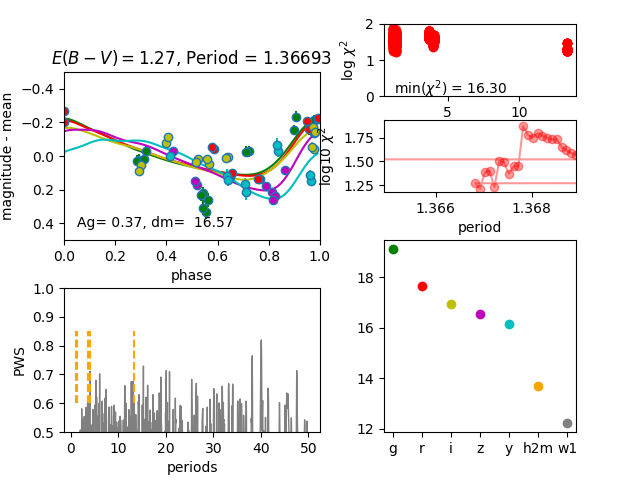 E(B − V) = 1.27, Period = 1.36693
magnitude - mean
−0.4
−0.2
0.0
0.2
0.4
Ag= 0.37, dm=  16.57
0.0 0.2 0.4 0.6 0.8 1.0
phase
log χ²
2
1
0
min(χ²) = 16.30
5 10
log10 χ²
1.75
1.50
1.25
1.366 1.368
period
PWS
1.0
0.9
0.8
0.7
0.6
0.5
0 10 20 30 40 50
periods
18
16
14
12
g r i z y h2m w1